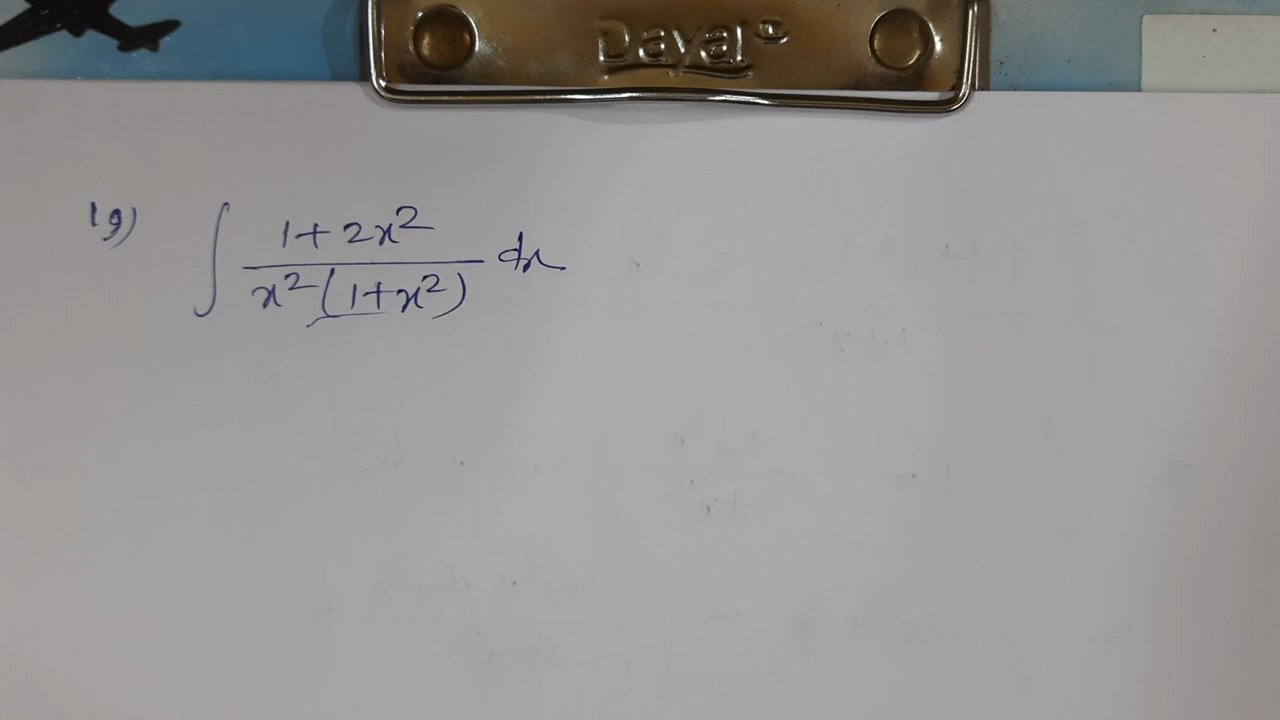 Dayal
19) ∫ 1+2x² / x²(1+x²) dx